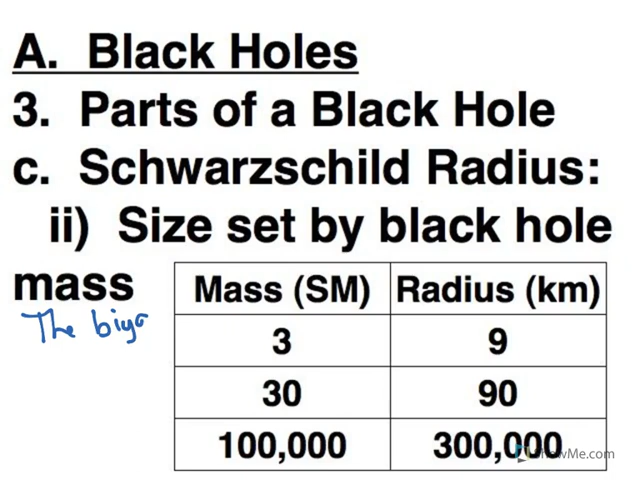 A. Black Holes
3. Parts of a Black Hole
c. Schwarzschild Radius:
ii) Size set by black hole
mass
The
Mass (SM) Radius (km)
3 9
30 90
100,000 300,000
ShowMe.com